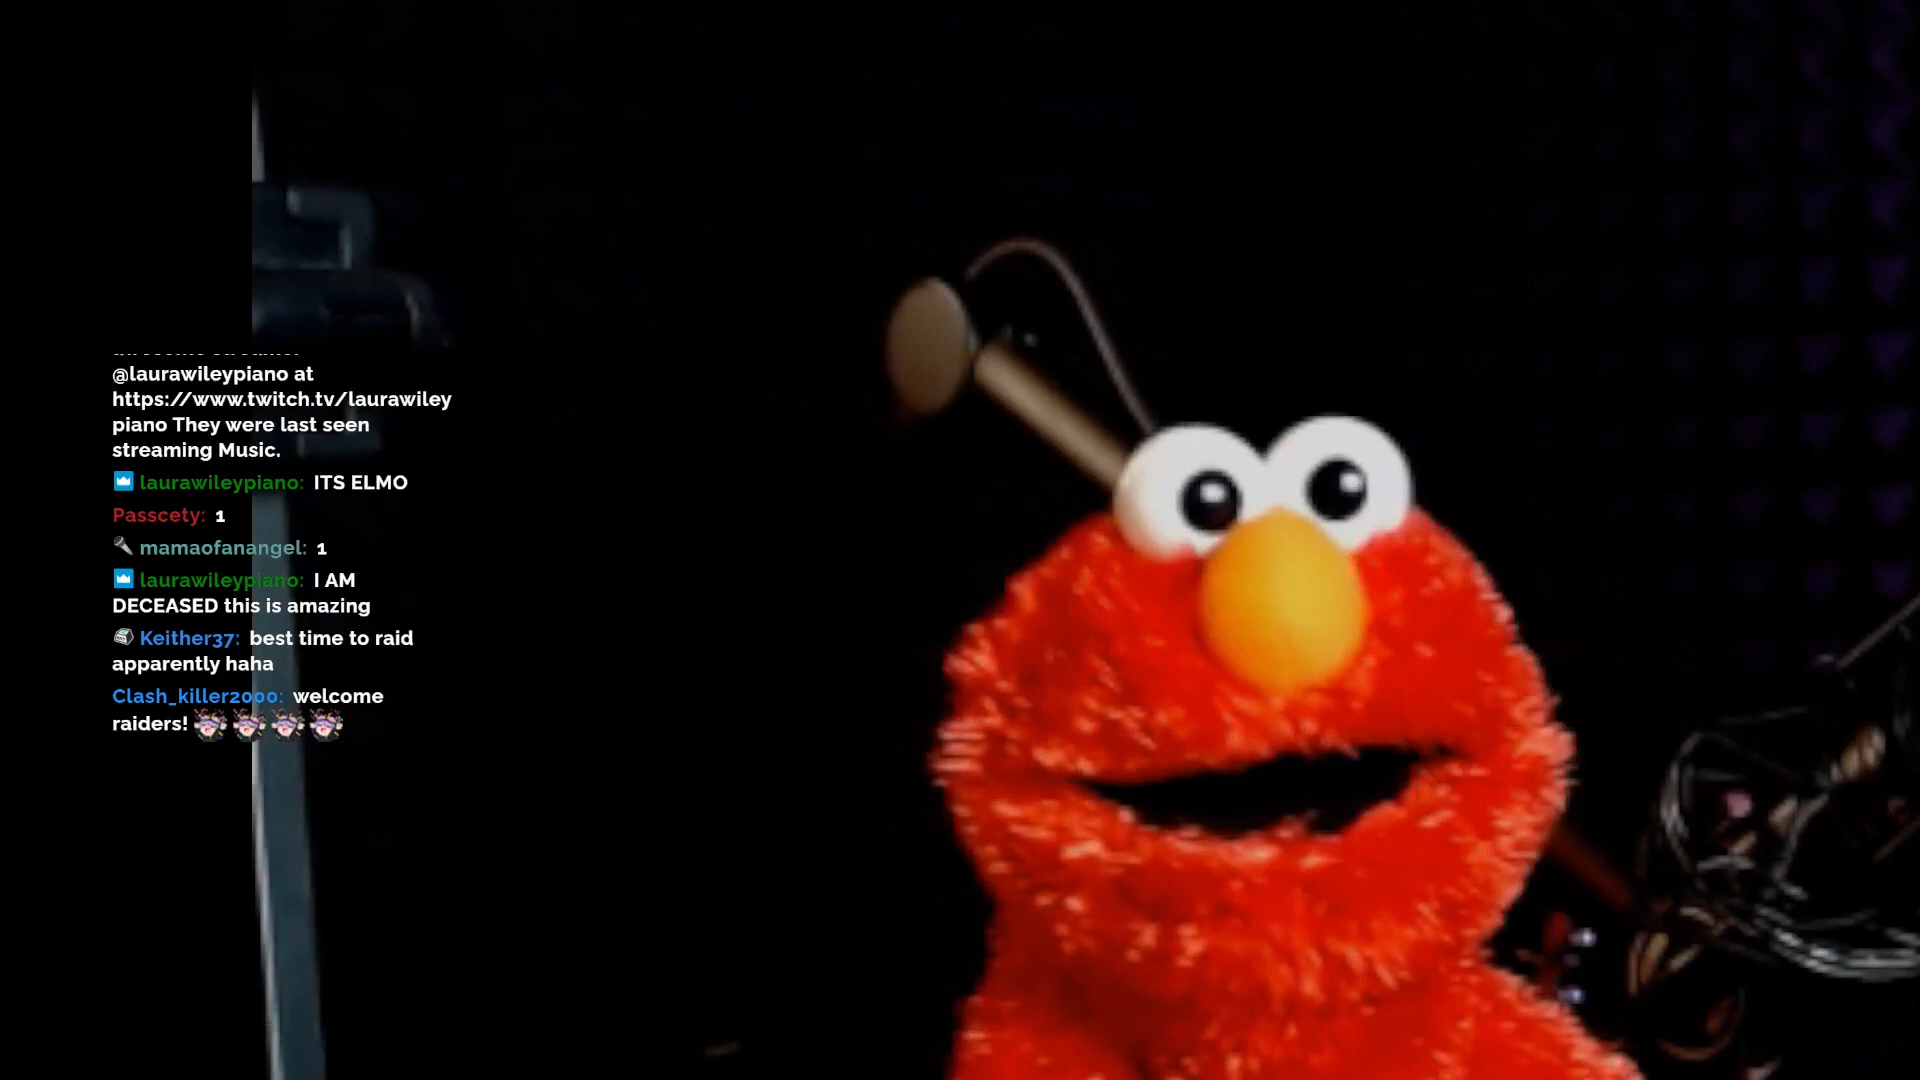 @laurawileypiano at
https://www.twitch.tv/laurawiley
piano They were last seen
streaming Music.
laurawileypiano: ITS ELMO
Passcety: 1
mamaofanangel: 1
laurawileypiano: I AM
DECEASED this is amazing
Keither37: best time to raid
apparently haha
Clash_killer2000: welcome
raiders!